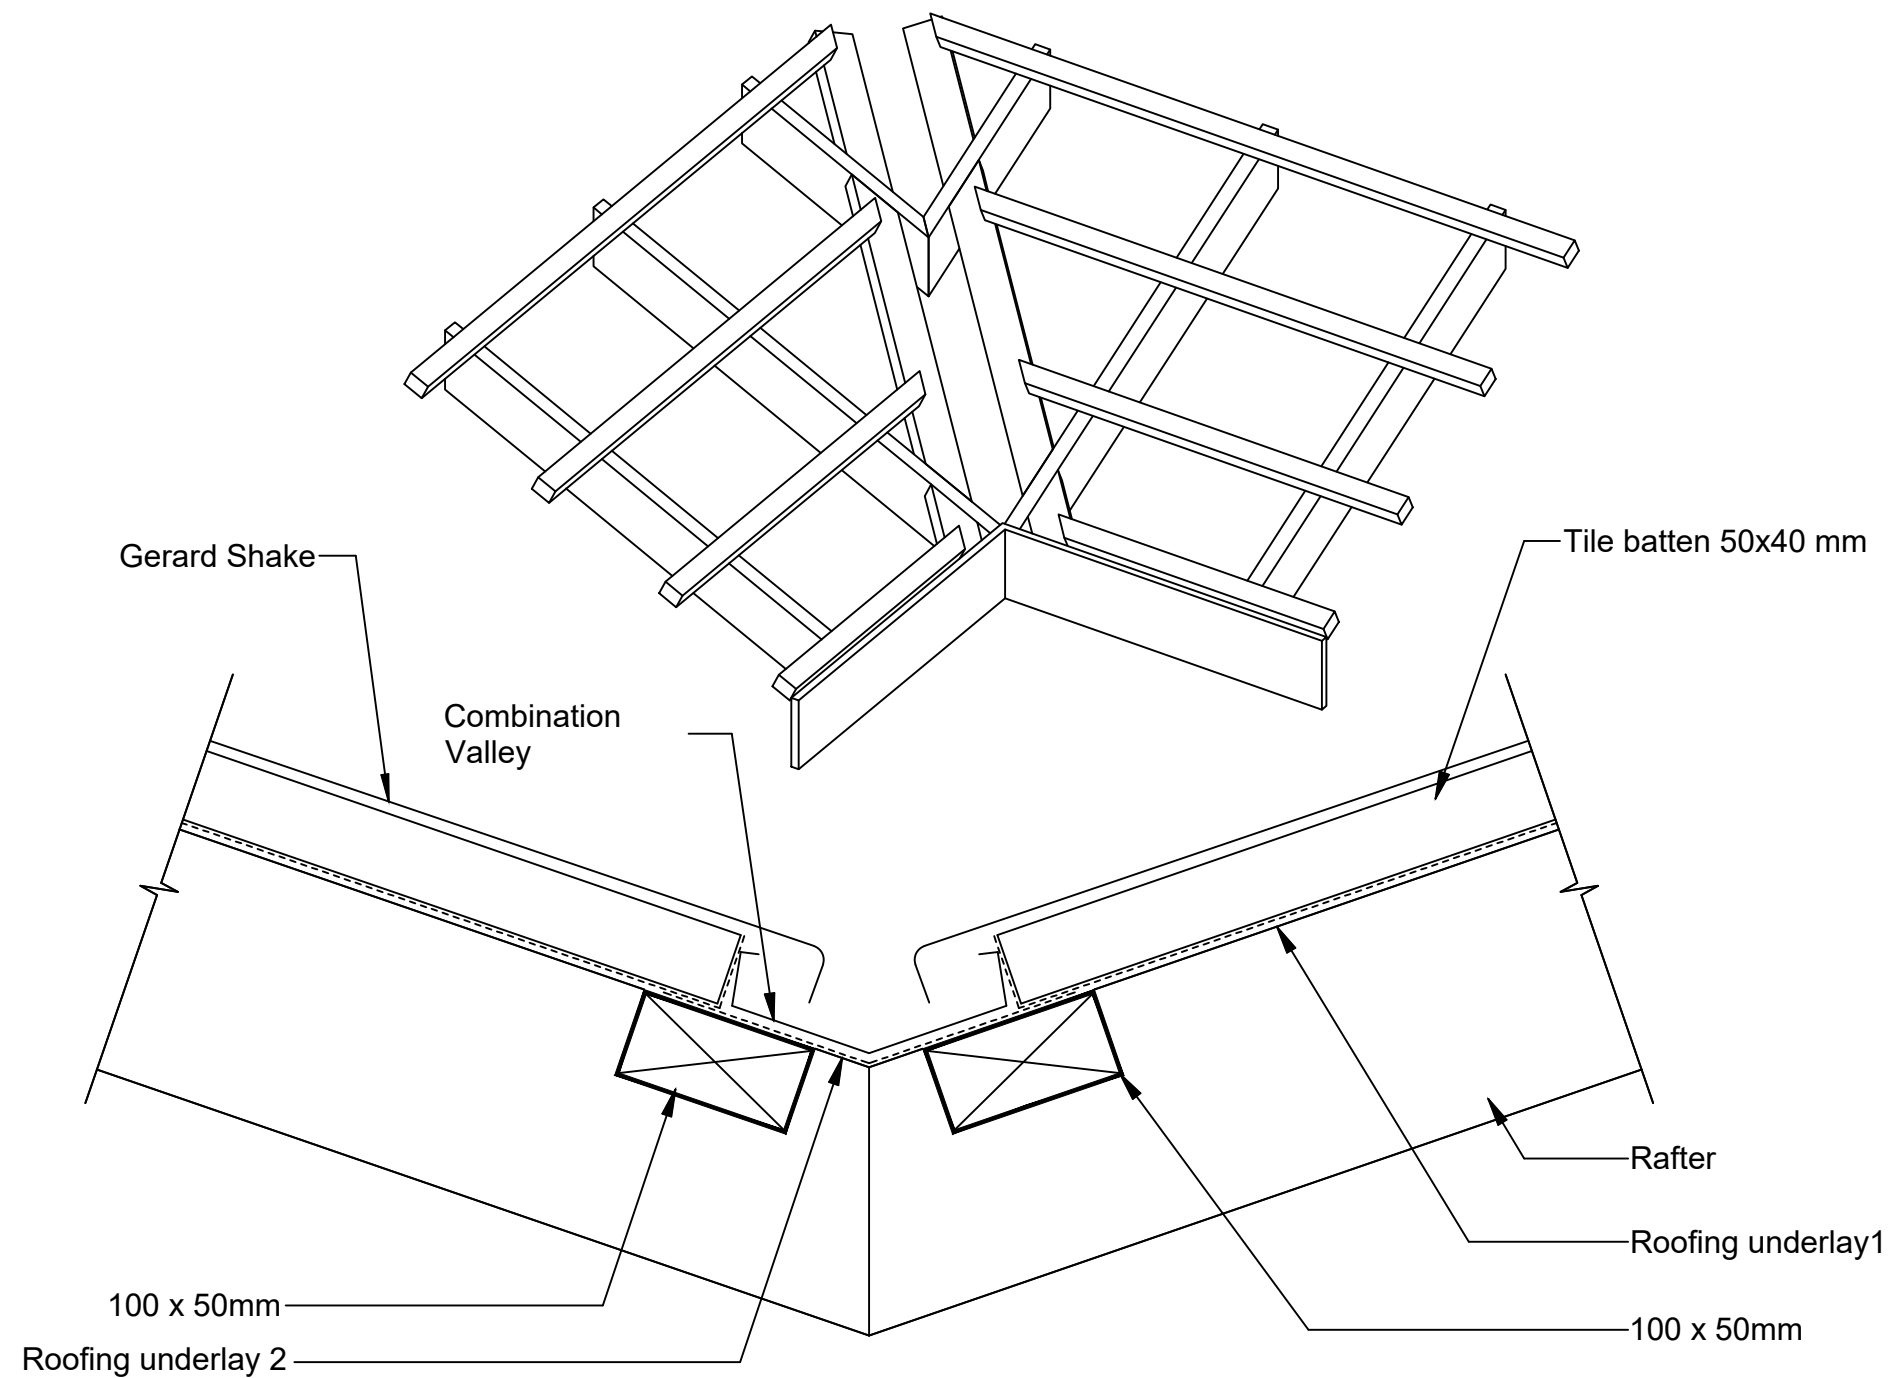 Tile batten 50x40 mm
Gerard Shake
Combination
Valley
Rafter
Roofing underlay1
100 x 50mm
100 x 50mm
Roofing underlay 2